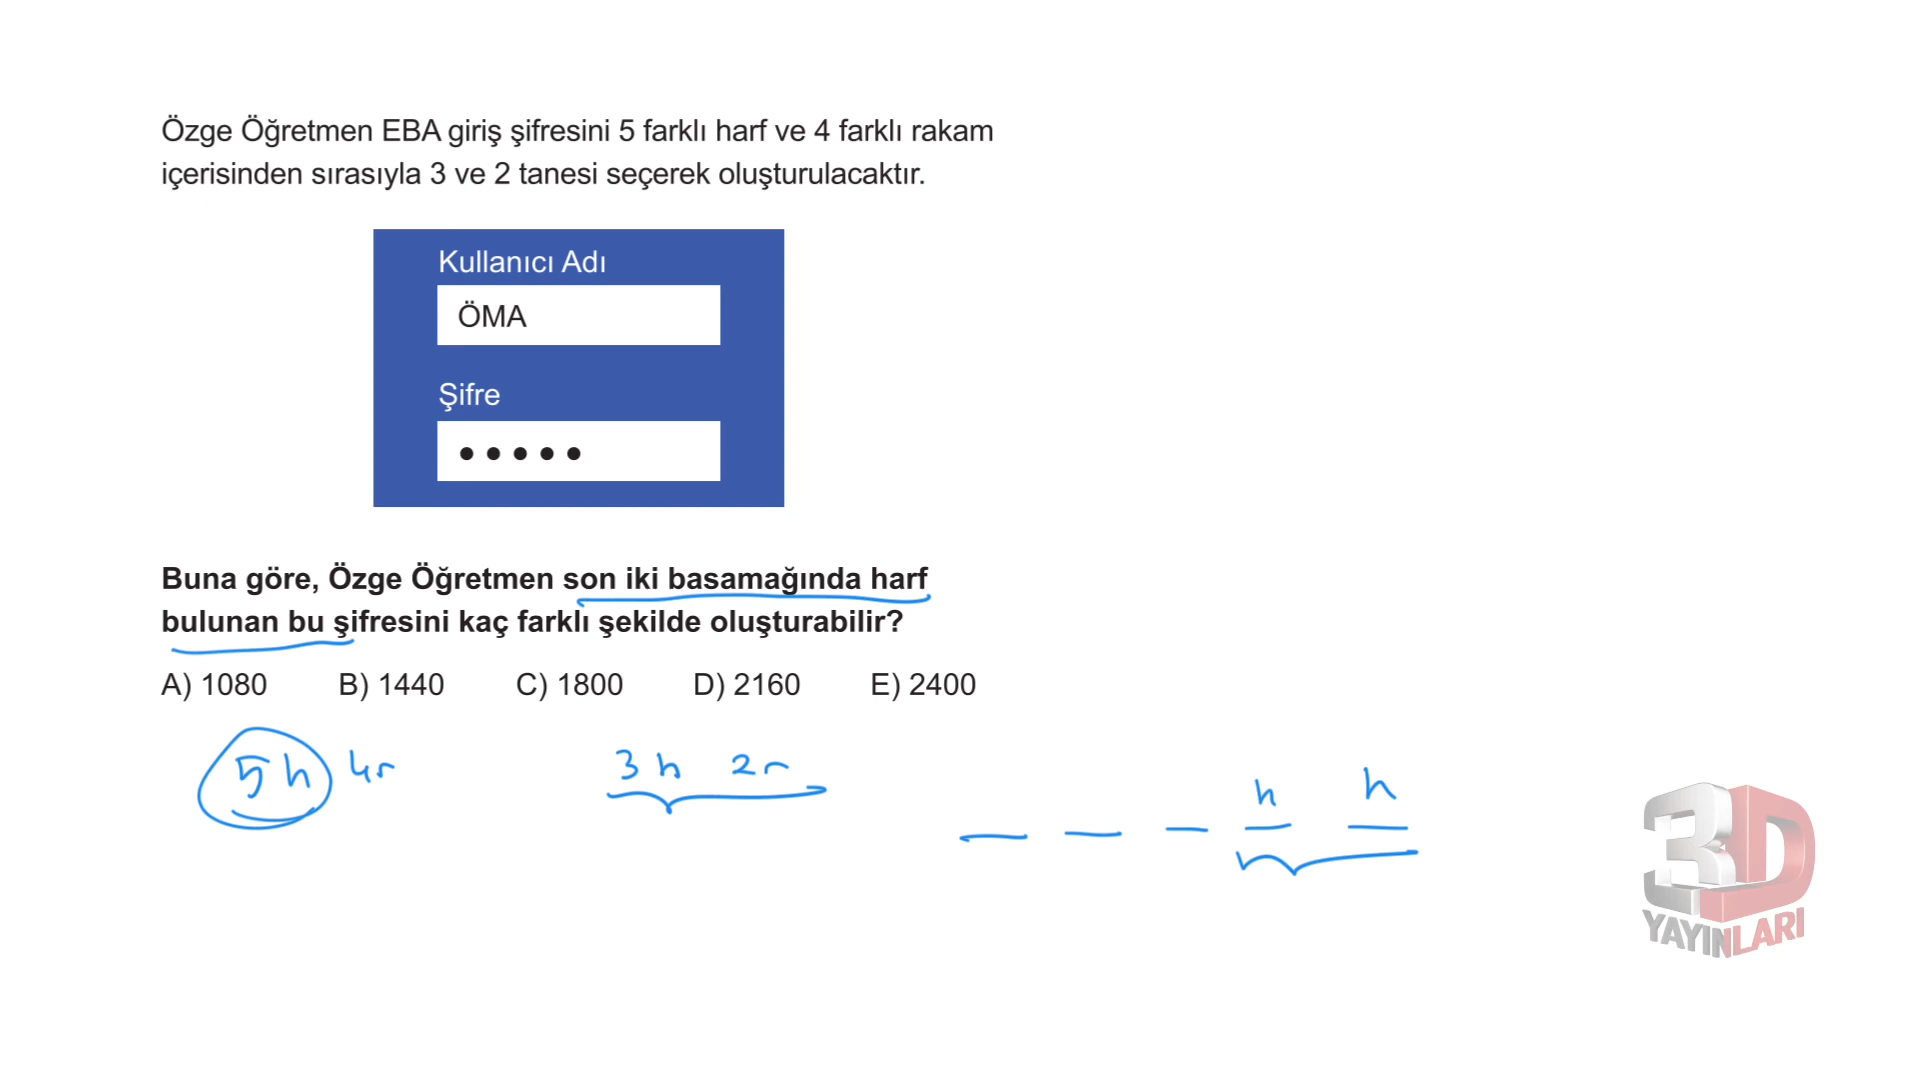 Özge Öğretmen EBA giriş şifresini 5 farklı harf ve 4 farklı rakam
içerisinden sırasıyla 3 ve 2 tanesi seçerek oluşturulacaktır.
Kullanıcı Adı
ÖMA
Şifre
•••••
Buna göre, Özge Öğretmen son iki basamağında harf
bulunan bu şifresini kaç farklı şekilde oluşturabilir?
A) 1080 B) 1440 C) 1800 D) 2160 E) 2400
5h 4r 3h 2r
h h
3D
YAYINLARI